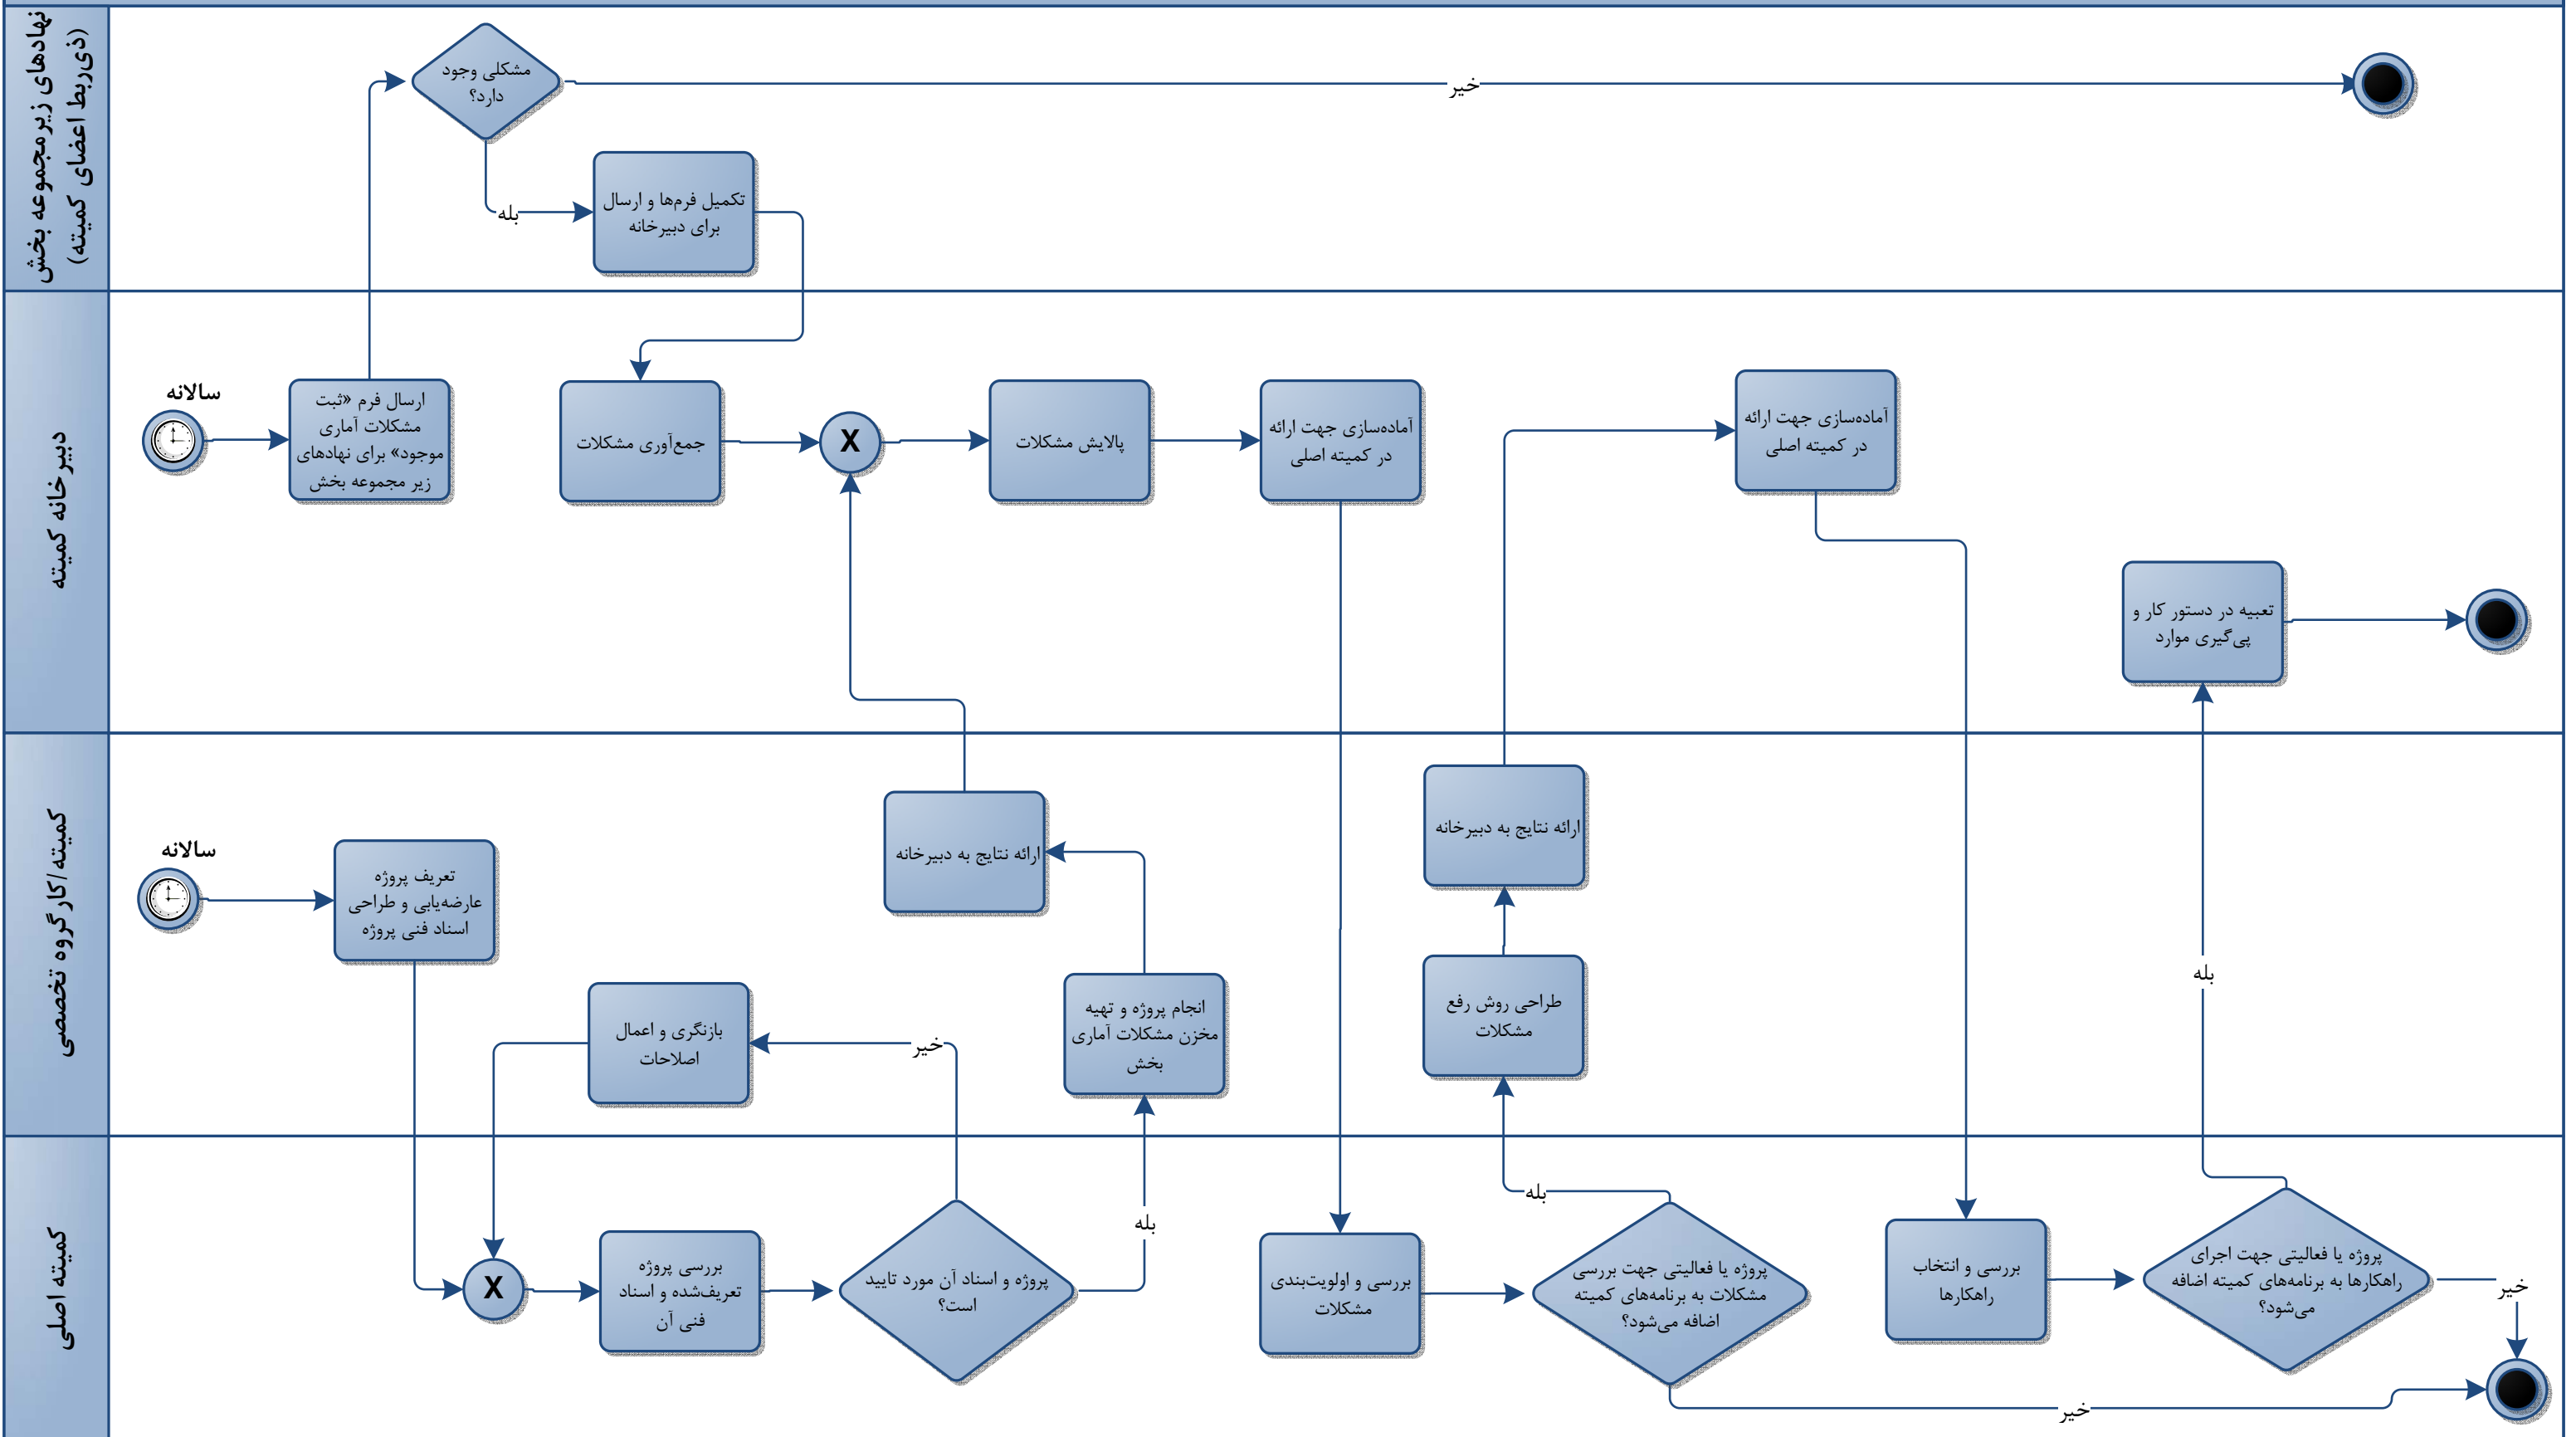 نهادهای زیرمجموعه بخش
(ذی‌ربط اعضای کمیته)
مشکلی وجود
دارد؟
خیر
بله
تکمیل فرم‌ها و ارسال
برای دبیرخانه
دبیرخانه کمیته
سالانه
ارسال فرم «ثبت
مشکلات آماری
موجود» برای نهادهای
زیر مجموعه بخش
جمع‌آوری مشکلات
X
پالایش مشکلات
آماده‌سازی جهت ارائه
در کمیته اصلی
آماده‌سازی جهت ارائه
در کمیته اصلی
تعبیه در دستور کار و
پی‌گیری موارد
کمیته/کارگروه تخصصی
سالانه
تعریف پروژه
عارضه‌یابی و طراحی
اسناد فنی پروژه
بازنگری و اعمال
اصلاحات
خیر
ارائه نتایج به دبیرخانه
انجام پروژه و تهیه
مخزن مشکلات آماری
بخش
ارائه نتایج به دبیرخانه
طراحی روش رفع
مشکلات
بله
کمیته اصلی
X
بررسی پروژه
تعریف‌شده و اسناد
فنی آن
پروژه و اسناد آن مورد تایید
است؟
بله
بررسی و اولویت‌بندی
مشکلات
بله
پروژه یا فعالیتی جهت بررسی
مشکلات به برنامه‌های کمیته
اضافه می‌شود؟
خیر
بررسی و انتخاب
راهکارها
پروژه یا فعالیتی جهت اجرای
راهکارها به برنامه‌های کمیته اضافه
می‌شود؟
خیر